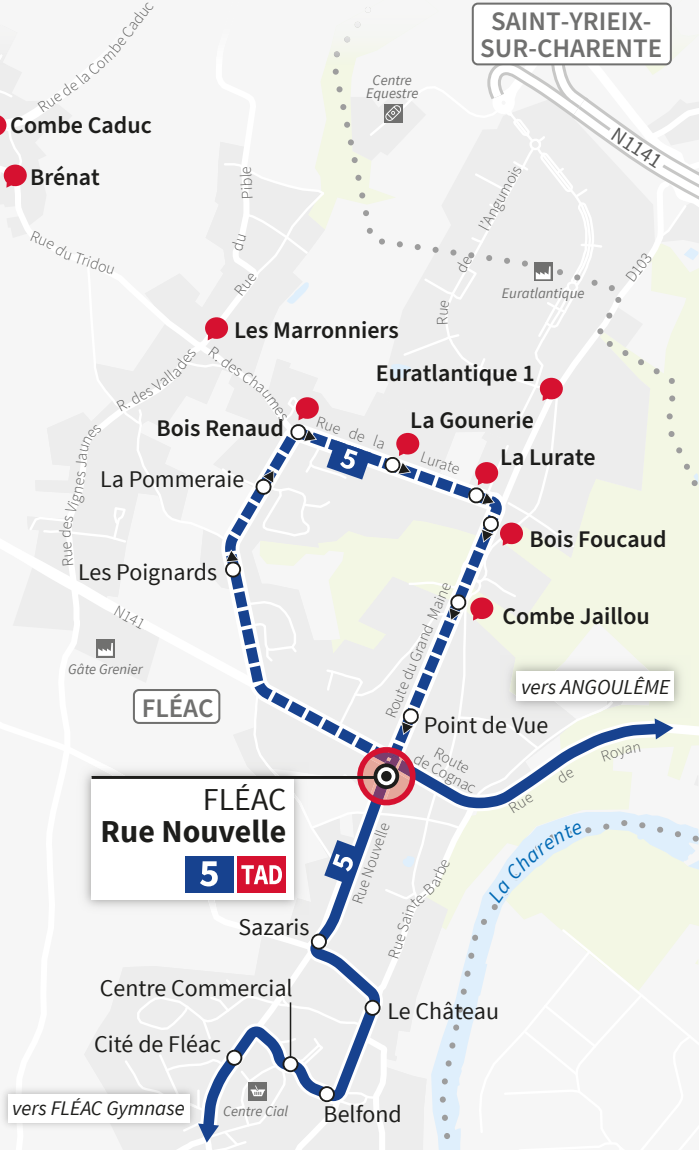 SAINT-YRIEIX-
SUR-CHARENTE
Rue de la Combe Caduc
Centre
Equestre
Combe Caduc
N1141
Brénat
Rue du Pible
Rue de l'Angumois
Rue du Tridou
D103
Euratlantique
Les Marronniers
R. des Vallades
R. des Chaumes
Euratlantique 1
La Gounerie
Bois Renaud
Rue de la Lurate
5
La Lurate
La Pommeraie
Rue des Vignes Jaunes
Bois Foucaud
Les Poignards
N141
Combe Jaillou
Route du Grand Maine
Gâte Grenier
vers ANGOULÊME
FLÉAC
Point de Vue
Route
de Cognac
Rue de Royan
FLÉAC
Rue Nouvelle
5 TAD
5
Rue Nouvelle
La Charente
Rue Sainte-Barbe
Sazaris
Centre Commercial
Le Château
Cité de Fléac
vers FLÉAC Gymnase
Centre Cial
Belfond